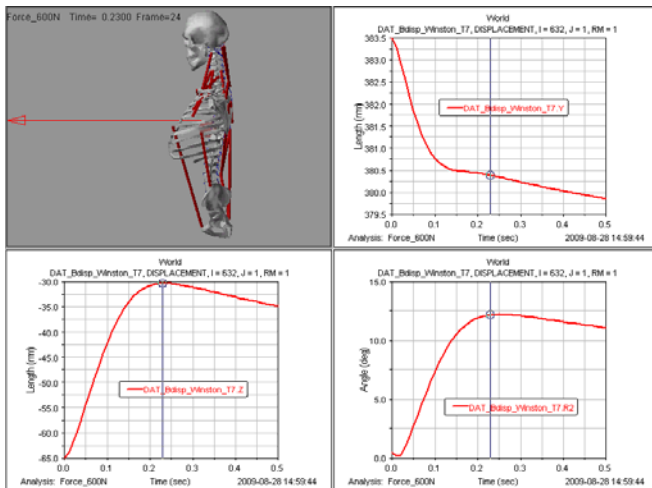 Force_600N Time= 0.2300 Frame=24
World
DAT_Bdisp_Winston_T7, DISPLACEMENT, I = 632, J = 1, RM = 1
383.5
382.5
381.5
380.5
380.0
379.5
Length (mm)
DAT_Bdisp_Winston_T7.Y
0.0 0.1 0.2 0.3 0.4 0.5
Analysis: Force_600N Time (sec) 2009-08-28 14:59:44
World
DAT_Bdisp_Winston_T7, DISPLACEMENT, I = 632, J = 1, RM = 1
-30.0
-35.0
-40.0
-45.0
-50.0
-55.0
-60.0
-65.0
Length (mm)
DAT_Bdisp_Winston_T7.Z
0.0 0.1 0.2 0.3 0.4 0.5
Analysis: Force_600N Time (sec) 2009-08-28 14:59:44
World
DAT_Bdisp_Winston_T7, DISPLACEMENT, I = 632, J = 1, RM = 1
15.0
10.0
5.0
0.0
Angle (deg)
DAT_Bdisp_Winston_T7.R2
0.0 0.1 0.2 0.3 0.4 0.5
Analysis: Force_600N Time (sec) 2009-08-28 14:59:44